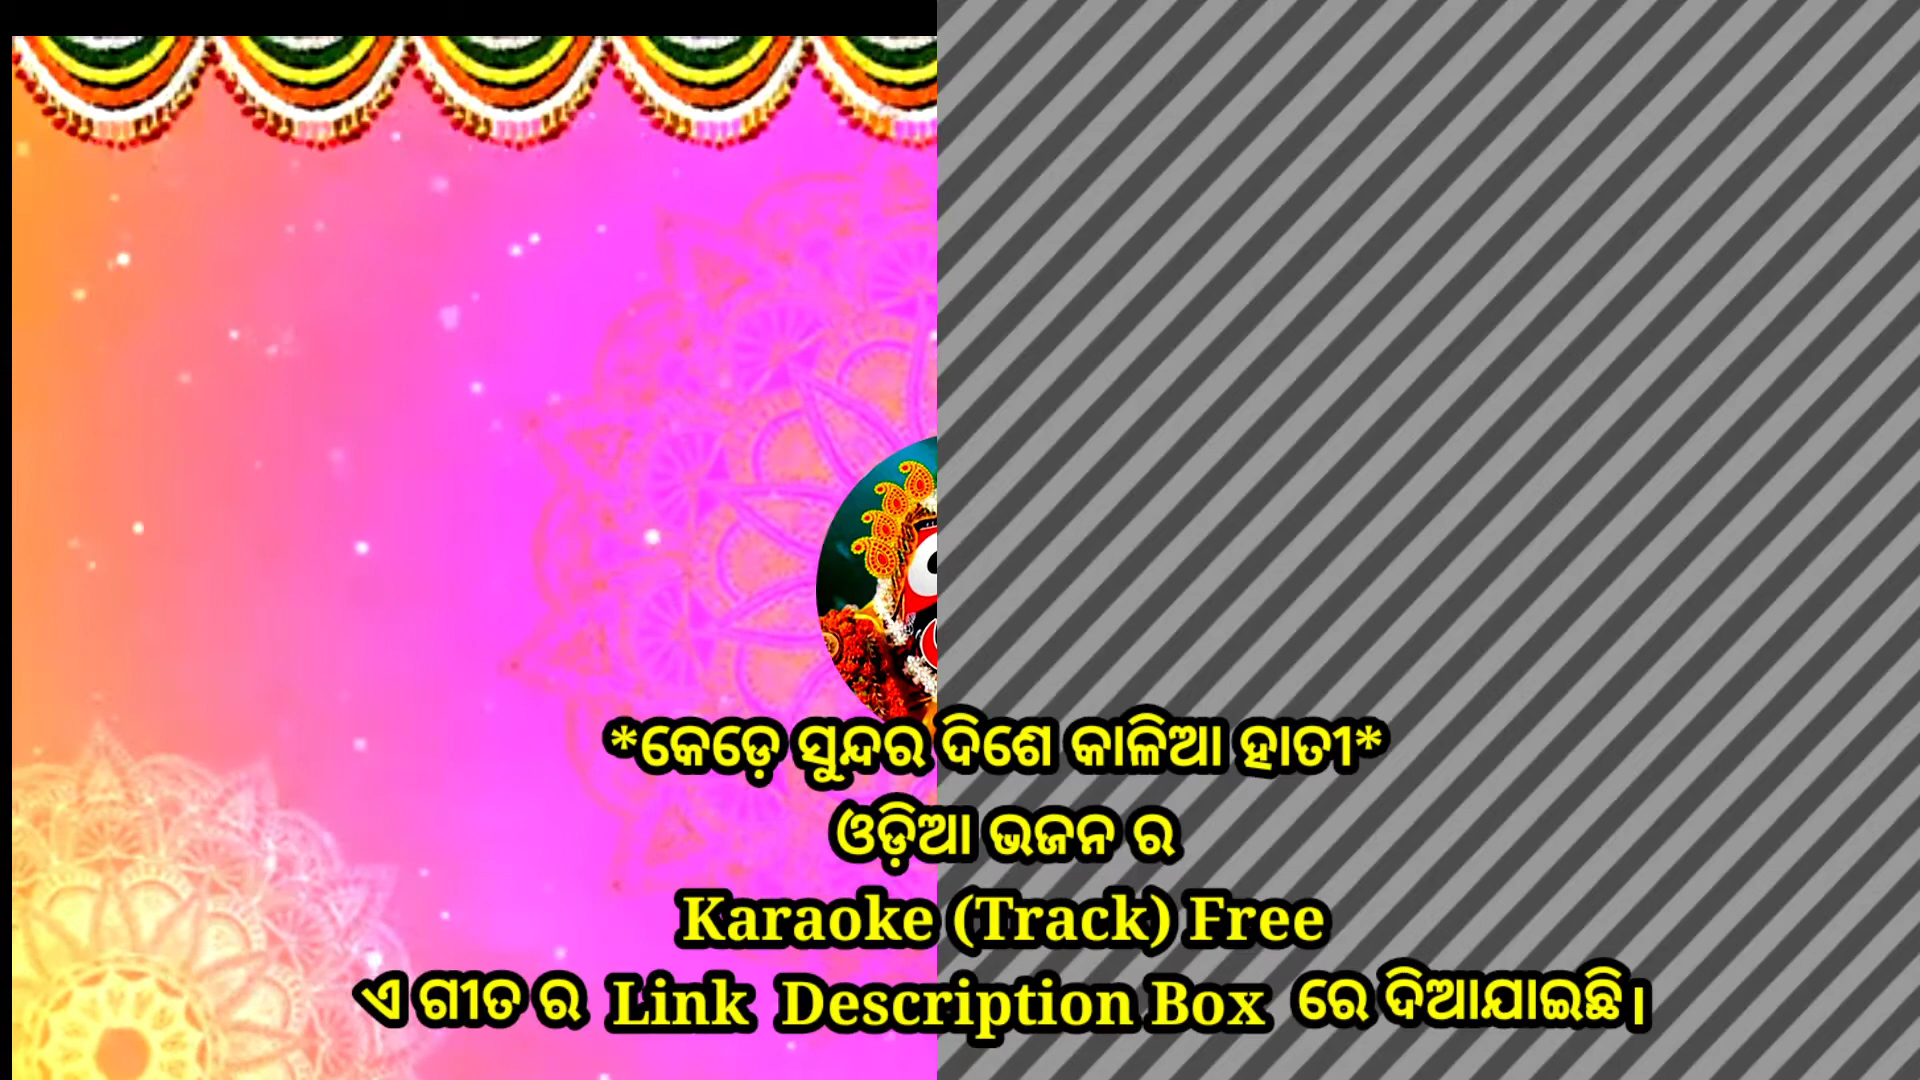 *କେଡ଼େ ସୁନ୍ଦର ଦିଶେ କାଳିଆ ହାତୀ*
ଓଡ଼ିଆ ଭଜନ ର
Karaoke (Track) Free
ଏ ଗୀତ ର Link Description Box ରେ ଦିଆଯାଇଛି।